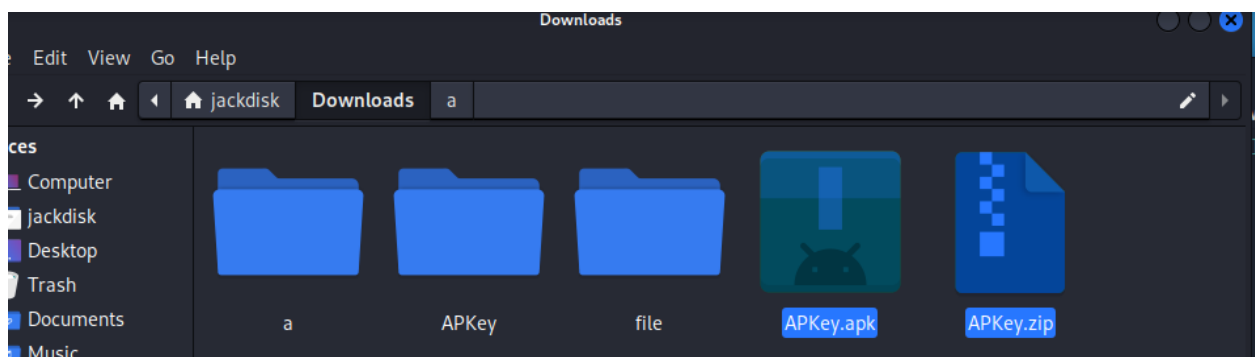 Downloads
Edit View Go Help
jackdisk Downloads a
ces
Computer
jackdisk
Desktop
Trash
Documents
Music
a APKey file APKey.apk APKey.zip